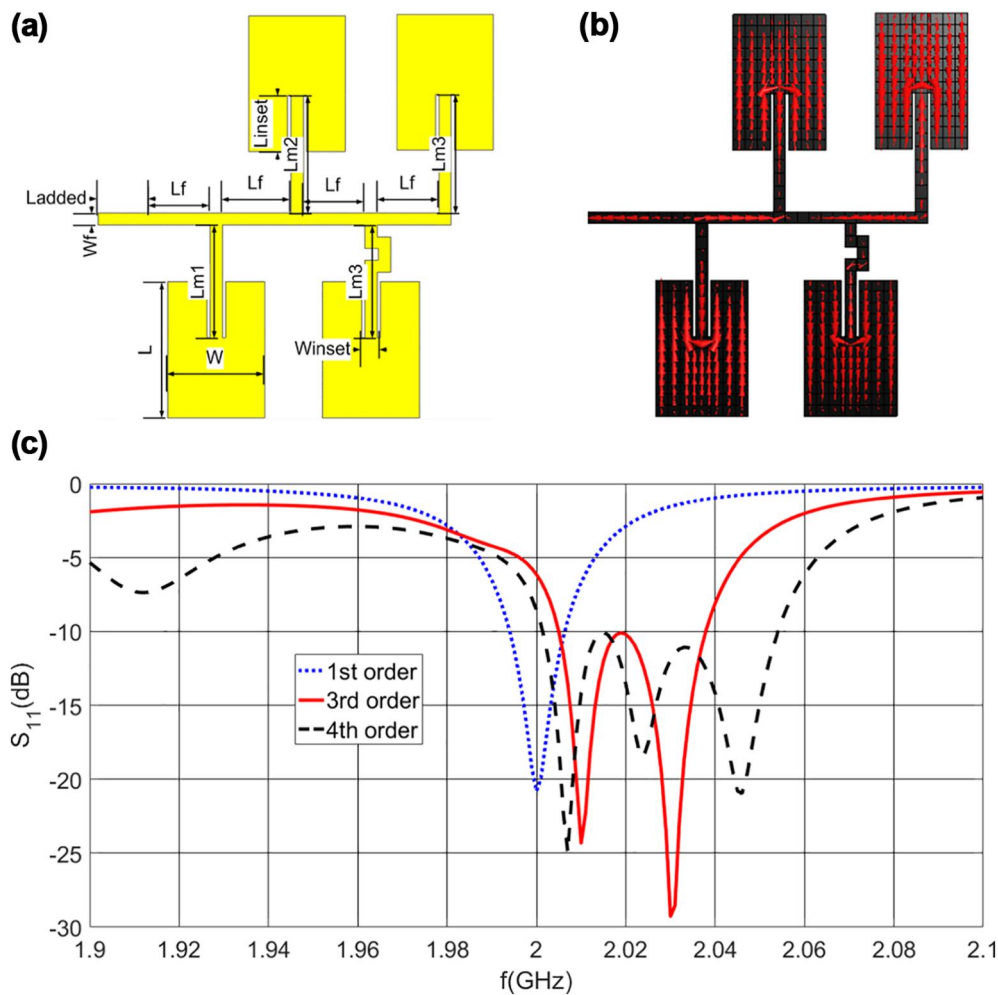 (a)
(b)
Linset
Lm2
Lm3
Ladded
Lf
Lf
Lf
Lf
Wf
Lm1
Lm3
L
W
Winset
(c)
0
-5
-10
-15
-20
-25
-30
S11(dB)
1st order
3rd order
4th order
1.9
1.92
1.94
1.96
1.98
2
2.02
2.04
2.06
2.08
2.1
f(GHz)